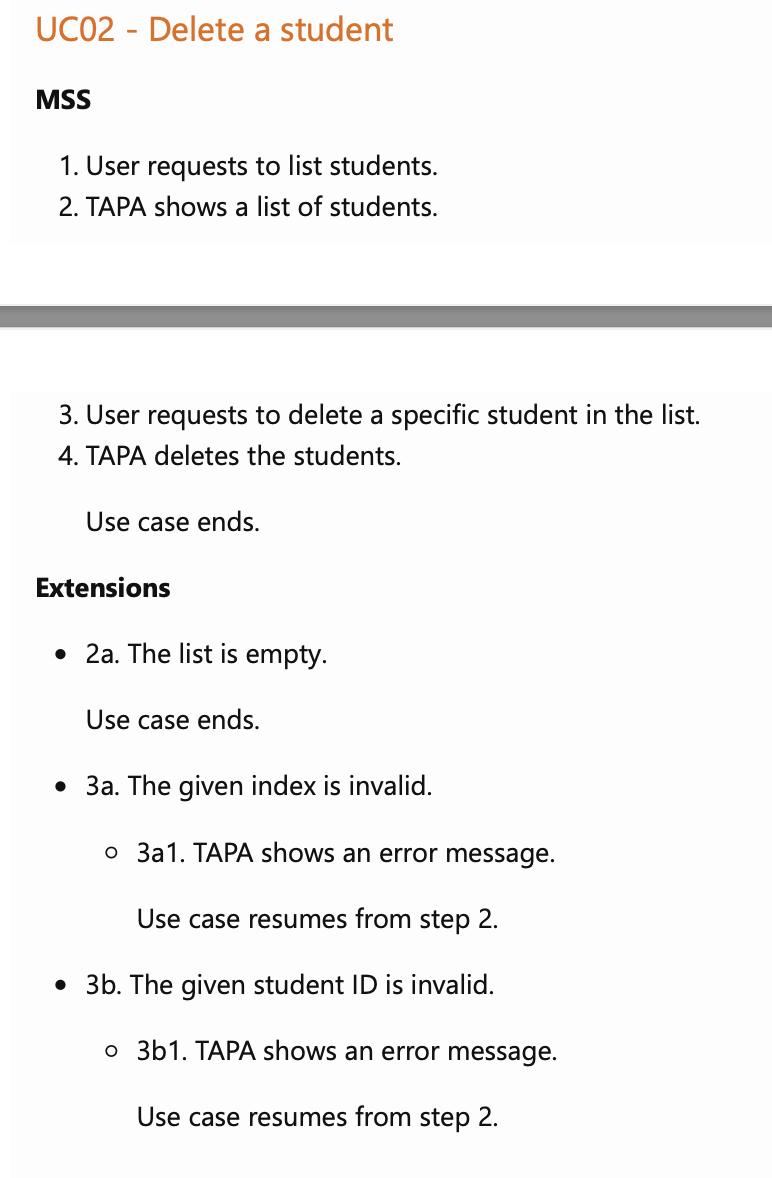 UC02 - Delete a student
MSS
1. User requests to list students.
2. TAPA shows a list of students.
3. User requests to delete a specific student in the list.
4. TAPA deletes the students.
Use case ends.
Extensions
• 2a. The list is empty.
Use case ends.
• 3a. The given index is invalid.
○ 3a1. TAPA shows an error message.
Use case resumes from step 2.
• 3b. The given student ID is invalid.
○ 3b1. TAPA shows an error message.
Use case resumes from step 2.